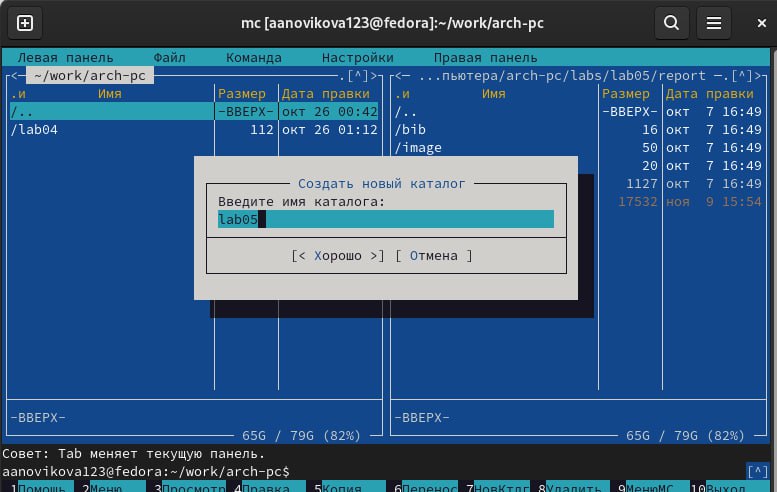 mc [aanovikova123@fedora]:~/work/arch-pc
Левая панель Файл Команда Настройки Правая панель
<─ ~/work/arch-pc ─.[^]>
<─ ...пьютера/arch-pc/labs/lab05/report ─.[^]>
.и Имя Размер Дата правки
.и Имя Размер Дата правки
/.. -ВВЕРХ- окт 26 00:42
/.. -ВВЕРХ- окт 7 16:49
/lab04 112 окт 26 01:12
/bib 16 окт 7 16:49
/image 50 окт 7 16:49
20 окт 7 16:49
1127 окт 7 16:49
17532 ноя 9 15:54
Создать новый каталог
Введите имя каталога:
lab05
[< Хорошо >] [ Отмена ]
-ВВЕРХ-
-ВВЕРХ-
65G / 79G (82%)
65G / 79G (82%)
Совет: Tab меняет текущую панель.
aanovikova123@fedora:~/work/arch-pc$ [^]
1Помощь 2Меню 3Просмотр 4Правка 5Копия 6Перенос 7НовКтлг 8Удалить 9МенюМС 10Выход